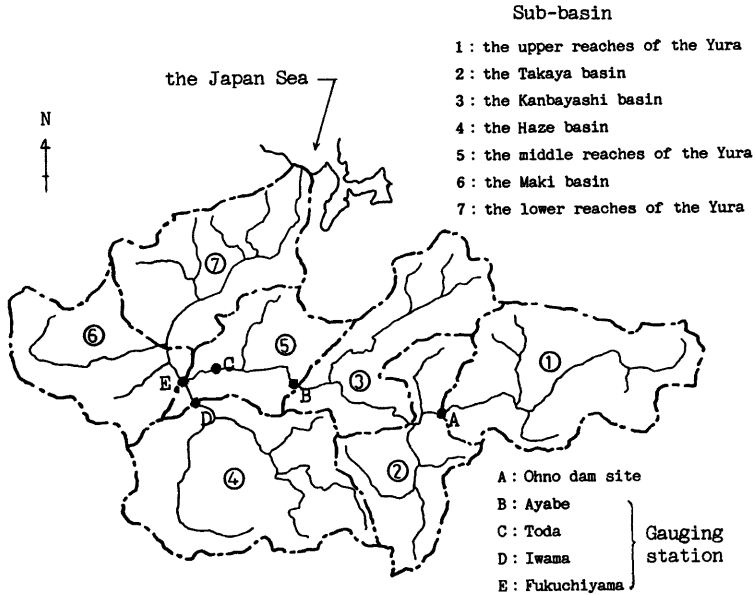 Sub-basin
1 : the upper reaches of the Yura
2 : the Takaya basin
3 : the Kanbayashi basin
4 : the Haze basin
5 : the middle reaches of the Yura
6 : the Maki basin
7 : the lower reaches of the Yura
the Japan Sea
N
7
6
5
C
E
B
D
3
1
A
4
2
A : Ohno dam site
B : Ayabe
C : Toda
D : Iwama
E : Fukuchiyama
Gauging
station